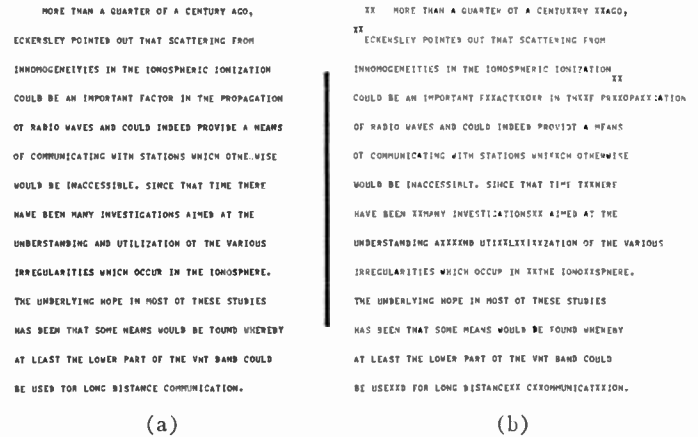 MORE THAN A QUARTER OF A CENTURY AGO,
ECKERSLEY POINTED OUT THAT SCATTERING FROM
INHOMOGENEITIES IN THE IONOSPHERIC IONIZATION
COULD BE AN IMPORTANT FACTOR IN THE PROPAGATION
OT RADIO WAVES AND COULD INDEED PROVIDE A MEANS
OF COMMUNICATING WITH STATIONS WHICH OTHE..WISE
WOULD BE INACCESSIBLE. SINCE THAT TIME THERE
HAVE BEEN MANY INVESTIGATIONS AIMED AT THE
UNDERSTANDING AND UTILIZATION OT THE VARIOUS
IRREGULARITIES WHICH OCCUR IN THE IONOSPHERE.
THE UNDERLYING HOPE IN MOST OT THESE STUDIES
HAS BEEN THAT SOME MEANS WOULD BE TOUND WHEREBY
AT LEAST THE LOWER PART OF THE VHT BAND COULD
BE USED TOR LONG DISTANCE COMMUNICATION.
(a)
XX MORE THAN A QUARTER OT A CENTUXXRY XXAGO,
XX
ECKERSLEY POINTED OUT THAT SCATTERING FROM
INHOMOGENEITIES IN THE IONOSPHERIC IONIZATION
XX
COULD BE AN IMPORTANT FXXACTXXOXR IN THXXF PRXXOPAXX:ATION
OF RADIO WAVES AND COULD INDEED PROVIDT A MFANS
OT COMMUNICATING WITH STATIONS WHIXXCH OTHERWISE
WOULD BE INACCESSIBLT. SINCE THAT TIME TXXHERE
HAVE BEEN XXMANY INVESTIGATIONSXX AIMED AT THE
UNDERSTANDING AXXXXND UTIXXLXXIXXZATION OF THE VARIOUS
IRREGULARITIES WHICH OCCUP IN XXTHE IONOXXSPHERE.
THE UNDERLYING HOPE IN MOST OT THESE STUDIES
HAS BEEN THAT SOME MEANS WOULD BE FOUND WHEREBY
AT LEAST THE LOWER PART OT THE VHT BAND COULD
BE USEXXD FOR LONG DISTANCEXX CXXOMMUNICATXXION.
(b)